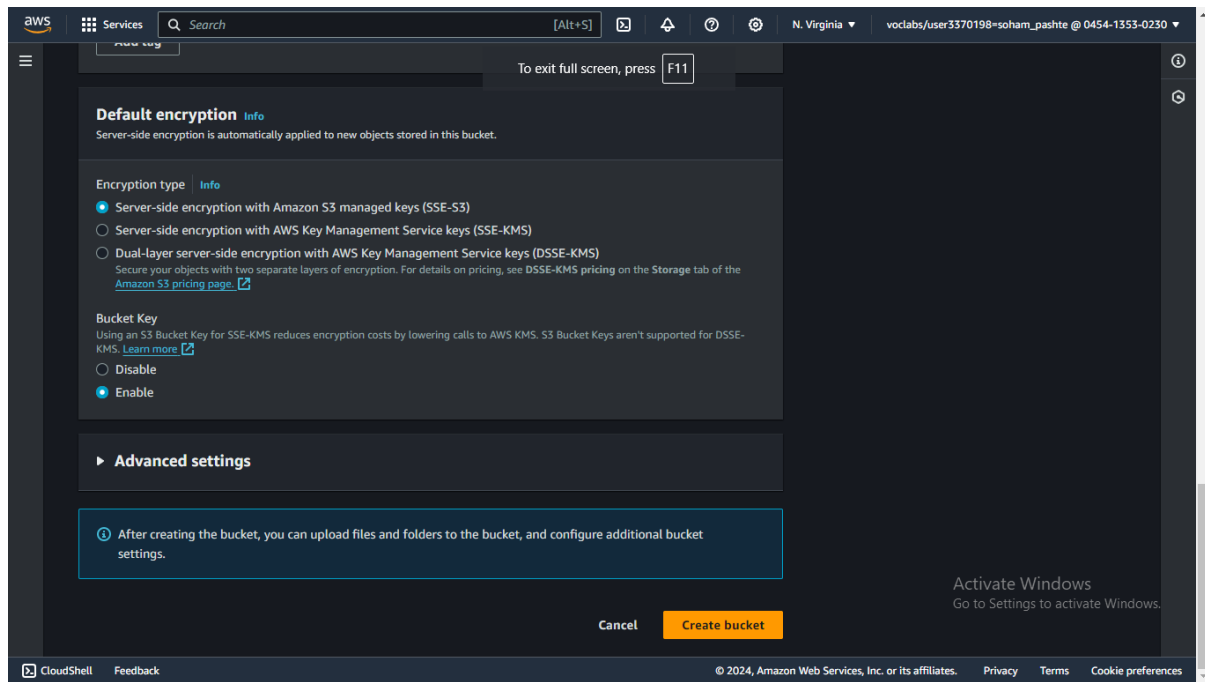 aws Services Search [Alt+S] N. Virginia ▼ voclabs/user3370198=soham_pashte @ 0454-1353-0230 ▼
Add tag
To exit full screen, press F11
Default encryption Info
Server-side encryption is automatically applied to new objects stored in this bucket.
Encryption type Info
Server-side encryption with Amazon S3 managed keys (SSE-S3)
Server-side encryption with AWS Key Management Service keys (SSE-KMS)
Dual-layer server-side encryption with AWS Key Management Service keys (DSSE-KMS)
Secure your objects with two separate layers of encryption. For details on pricing, see DSSE-KMS pricing on the Storage tab of the
Amazon S3 pricing page.
Bucket Key
Using an S3 Bucket Key for SSE-KMS reduces encryption costs by lowering calls to AWS KMS. S3 Bucket Keys aren't supported for DSSE-
KMS. Learn more
Disable
Enable
Advanced settings
After creating the bucket, you can upload files and folders to the bucket, and configure additional bucket
settings.
Activate Windows
Go to Settings to activate Windows.
Cancel Create bucket
CloudShell Feedback © 2024, Amazon Web Services, Inc. or its affiliates. Privacy Terms Cookie preferences